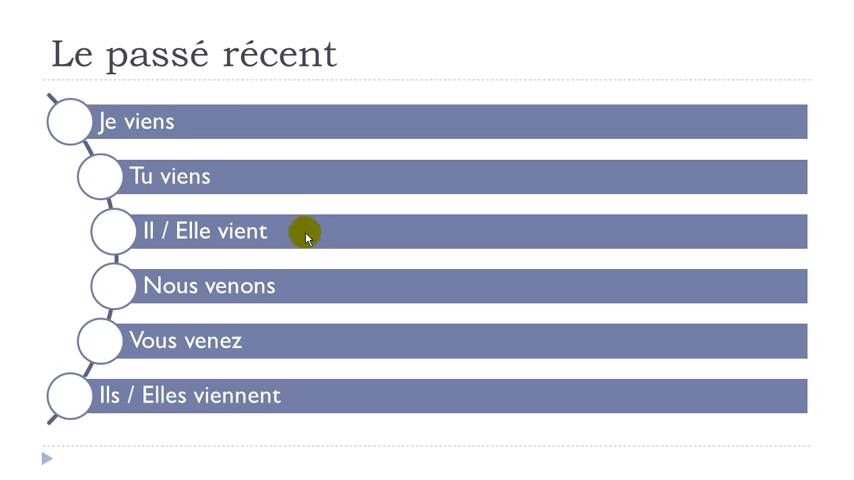 Le passé récent
Je viens
Tu viens
Il / Elle vient
Nous venons
Vous venez
Ils / Elles viennent